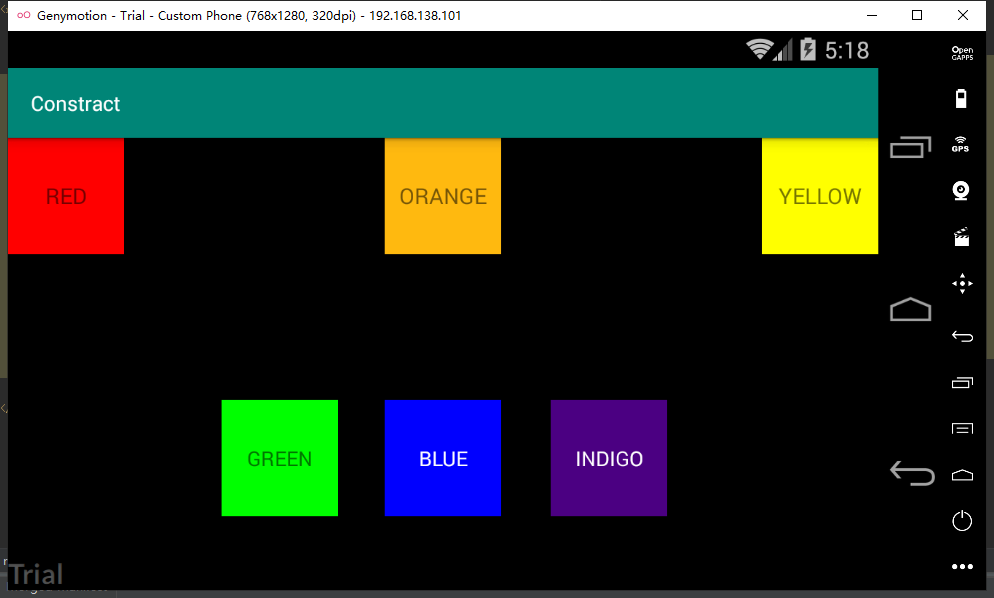 Genymotion - Trial - Custom Phone (768x1280, 320dpi) - 192.168.138.101
5:18
Open
GAPPS
Constract
GPS
RED
ORANGE
YELLOW
GREEN
BLUE
INDIGO
Trial